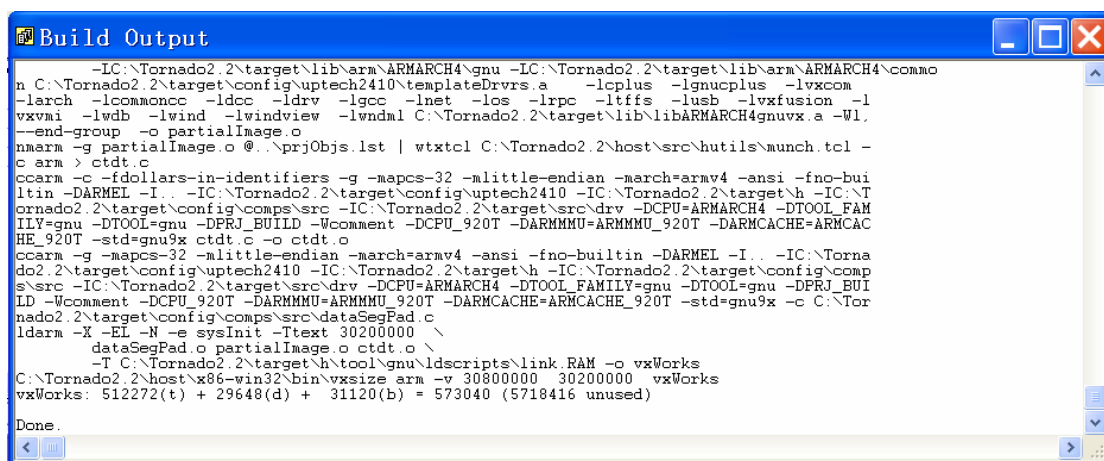 Build Output
-LC:\Tornado2.2\target\lib\arm\ARMARCH4\gnu -LC:\Tornado2.2\target\lib\arm\ARMARCH4\commo
n C:\Tornado2.2\target\config\uptech2410\templateDrvrs.a -lcplus -lgnucplus -lvxcom
-larch -lcommoncc -ldcc -ldrv -lgcc -lnet -los -lrpc -ltffs -lusb -lvxfusion -l
vxvmi -lwdb -lwind -lwindview -lwndml C:\Tornado2.2\target\lib\libARMARCH4gnuvx.a -Wl,
--end-group -o partialImage.o
nmarm -g partialImage.o @..\prjObjs.lst | wtxtcl C:\Tornado2.2\host\src\hutils\munch.tcl -
c arm > ctdt.c
ccarm -c -fdollars-in-identifiers -g -mapcs-32 -mlittle-endian -march=armv4 -ansi -fno-bui
ltin -DARMEL -I.. -IC:\Tornado2.2\target\config\uptech2410 -IC:\Tornado2.2\target\h -IC:\T
ornado2.2\target\config\comps\src -IC:\Tornado2.2\target\src\drv -DCPU=ARMARCH4 -DTOOL_FAM
ILY=gnu -DTOOL=gnu -DPRJ_BUILD -Wcomment -DCPU_920T -DARMMMU=ARMMMU_920T -DARMCACHE=ARMCAC
HE_920T -std=gnu9x ctdt.c -o ctdt.o
ccarm -g -mapcs-32 -mlittle-endian -march=armv4 -ansi -fno-builtin -DARMEL -I.. -IC:\Torna
do2.2\target\config\uptech2410 -IC:\Tornado2.2\target\h -IC:\Tornado2.2\target\config\comp
s\src -IC:\Tornado2.2\target\src\drv -DCPU=ARMARCH4 -DTOOL_FAMILY=gnu -DTOOL=gnu -DPRJ_BUI
LD -Wcomment -DCPU_920T -DARMMMU=ARMMMU_920T -DARMCACHE=ARMCACHE_920T -std=gnu9x -c C:\Tor
nado2.2\target\config\comps\src\dataSegPad.c
ldarm -X -EL -N -e sysInit -Ttext 30200000 \
dataSegPad.o partialImage.o ctdt.o \
-T C:\Tornado2.2\target\h\tool\gnu\ldscripts\link.RAM -o vxWorks
C:\Tornado2.2\host\x86-win32\bin\vxsize arm -v 30800000 30200000 vxWorks
vxWorks: 512272(t) + 29648(d) + 31120(b) = 573040 (5718416 unused)
Done.